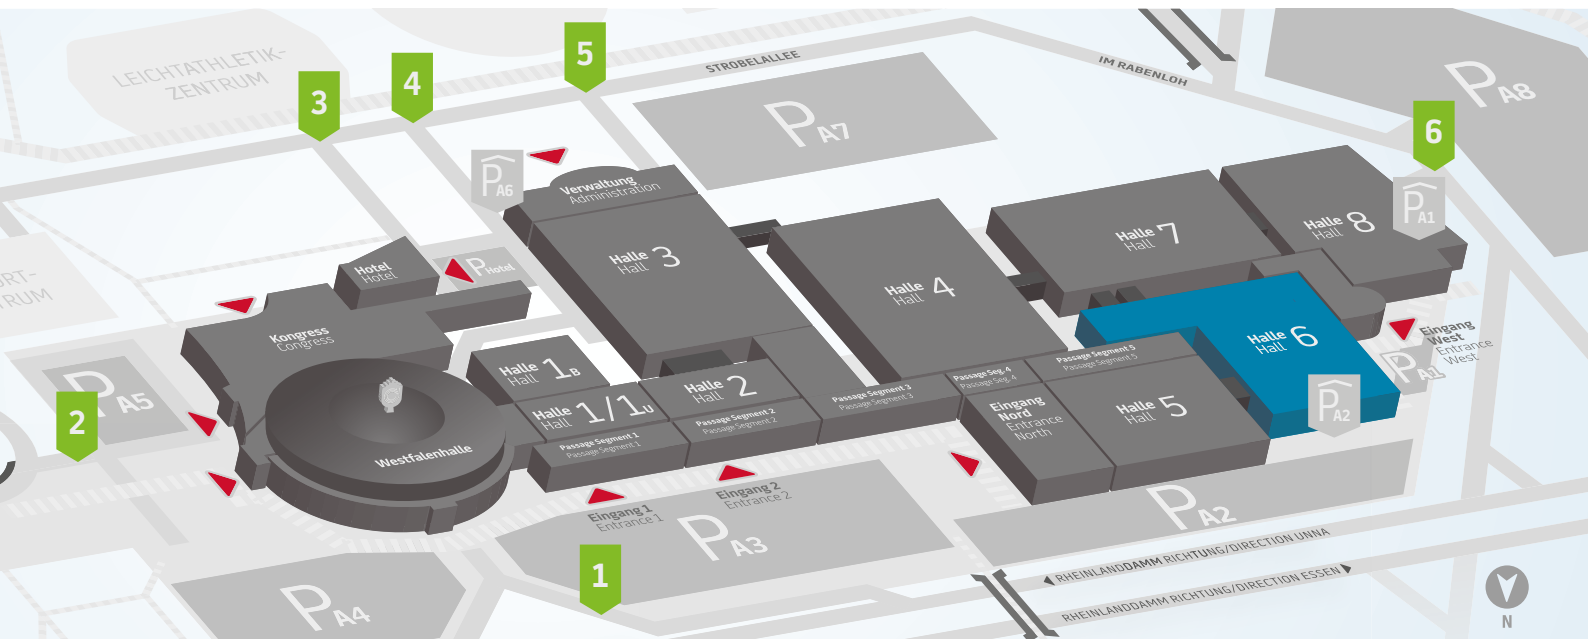 5
4
3
6
LEICHTATHLETIK-
ZENTRUM
STROBELALLEE
IM RABENLOH
P A8
P A7
P A6
P A1
Verwaltung
Administration
Halle
Hall 3
Halle
Hall 4
Halle
Hall 7
Halle
Hall 8
Hotel
Hotel
P Hotel
RT-
TRUM
Kongress
Congress
Halle
Hall 6
Eingang
West
Entrance
West
P A1
P A2
Halle
Hall 1B
Halle
Hall 1/1U
Halle
Hall 2
Passage Segment 1
Passage Segment 1
Passage Segment 2
Passage Segment 2
Passage Segment 3
Passage Segment 3
Passage Seg. 4
Passage Seg. 4
Passage Segment 5
Passage Segment 5
Eingang
Nord
Entrance
North
Halle
Hall 5
P A5
2
Westfalenhalle
Eingang 1
Entrance 1
Eingang 2
Entrance 2
P A3
P A2
1
P A4
RHEINLANDDAMM RICHTUNG/DIRECTION UNNA
RHEINLANDDAMM RICHTUNG/DIRECTION ESSEN
N